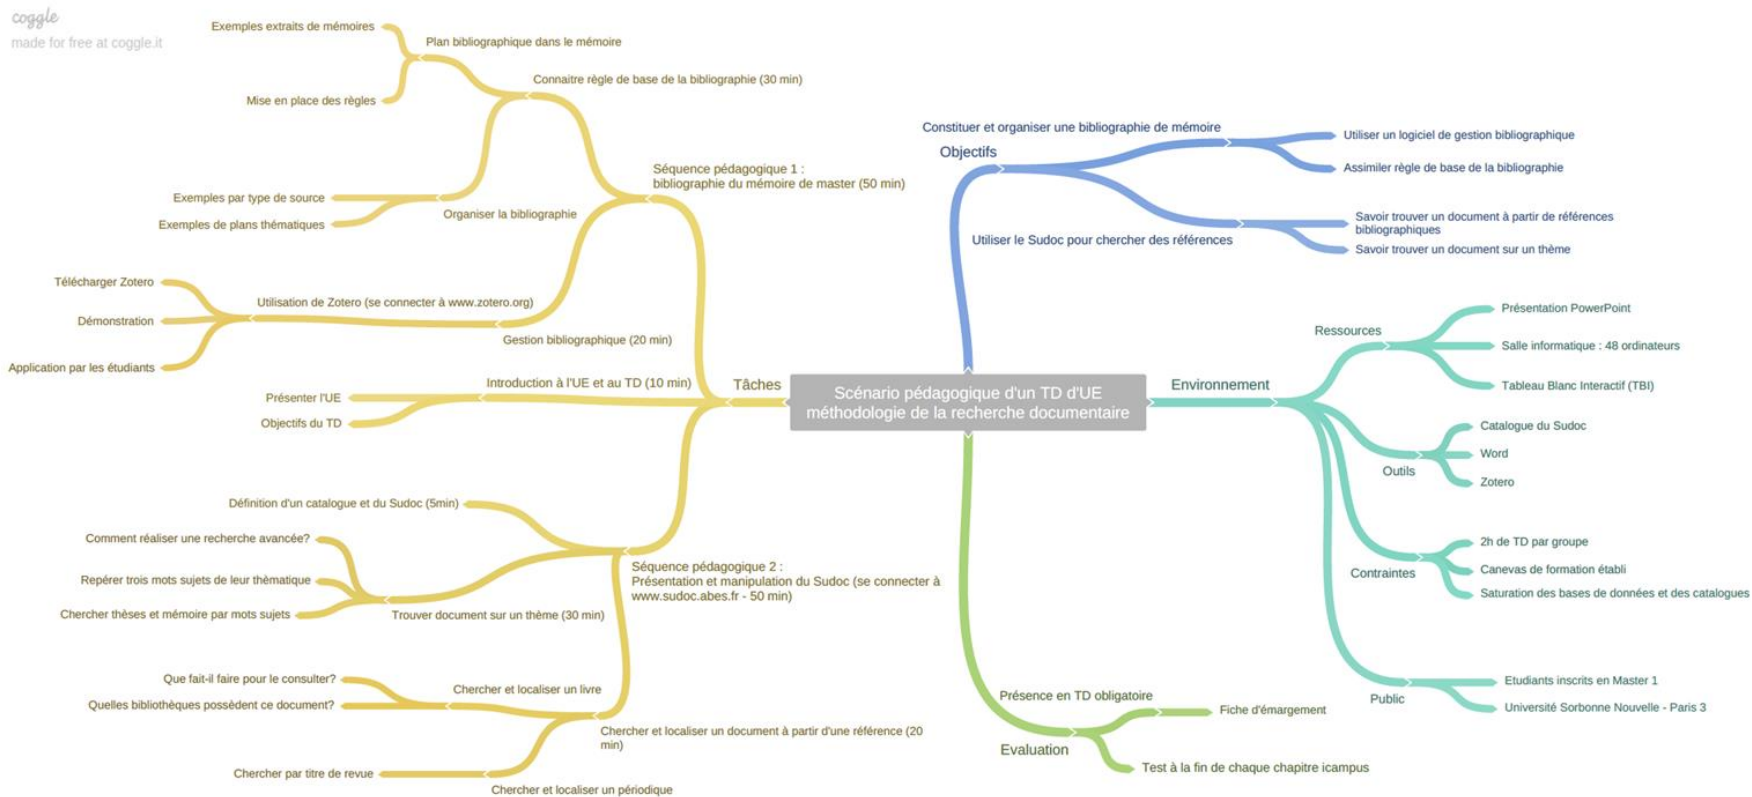 coggle
made for free at coggle.it
Exemples extraits de mémoires
Plan bibliographique dans le mémoire
Mise en place des règles
Connaitre règle de base de la bibliographie (30 min)
Exemples par type de source
Exemples de plans thématiques
Organiser la bibliographie
Séquence pédagogique 1 :
bibliographie du mémoire de master (50 min)
Télécharger Zotero
Démonstration
Application par les étudiants
Utilisation de Zotero (se connecter à www.zotero.org)
Gestion bibliographique (20 min)
Introduction à l'UE et au TD (10 min)
Présenter l'UE
Objectifs du TD
Tâches
Définition d'un catalogue et du Sudoc (5min)
Comment réaliser une recherche avancée?
Repérer trois mots sujets de leur thèmatique
Chercher thèses et mémoire par mots sujets
Trouver document sur un thème (30 min)
Séquence pédagogique 2 :
Présentation et manipulation du Sudoc (se connecter à
www.sudoc.abes.fr - 50 min)
Que fait-il faire pour le consulter?
Quelles bibliothèques possèdent ce document?
Chercher et localiser un livre
Chercher et localiser un document à partir d'une référence (20
min)
Chercher par titre de revue
Chercher et localiser un périodique
Scénario pédagogique d'un TD d'UE
méthodologie de la recherche documentaire
Constituer et organiser une bibliographie de mémoire
Objectifs
Utiliser un logiciel de gestion bibliographique
Assimiler règle de base de la bibliographie
Utiliser le Sudoc pour chercher des références
Savoir trouver un document à partir de références
bibliographiques
Savoir trouver un document sur un thème
Environnement
Ressources
Présentation PowerPoint
Salle informatique : 48 ordinateurs
Tableau Blanc Interactif (TBI)
Outils
Catalogue du Sudoc
Word
Zotero
Contraintes
2h de TD par groupe
Canevas de formation établi
Saturation des bases de données et des catalogues
Public
Etudiants inscrits en Master 1
Université Sorbonne Nouvelle - Paris 3
Présence en TD obligatoire
Fiche d'émargement
Evaluation
Test à la fin de chaque chapitre icampus